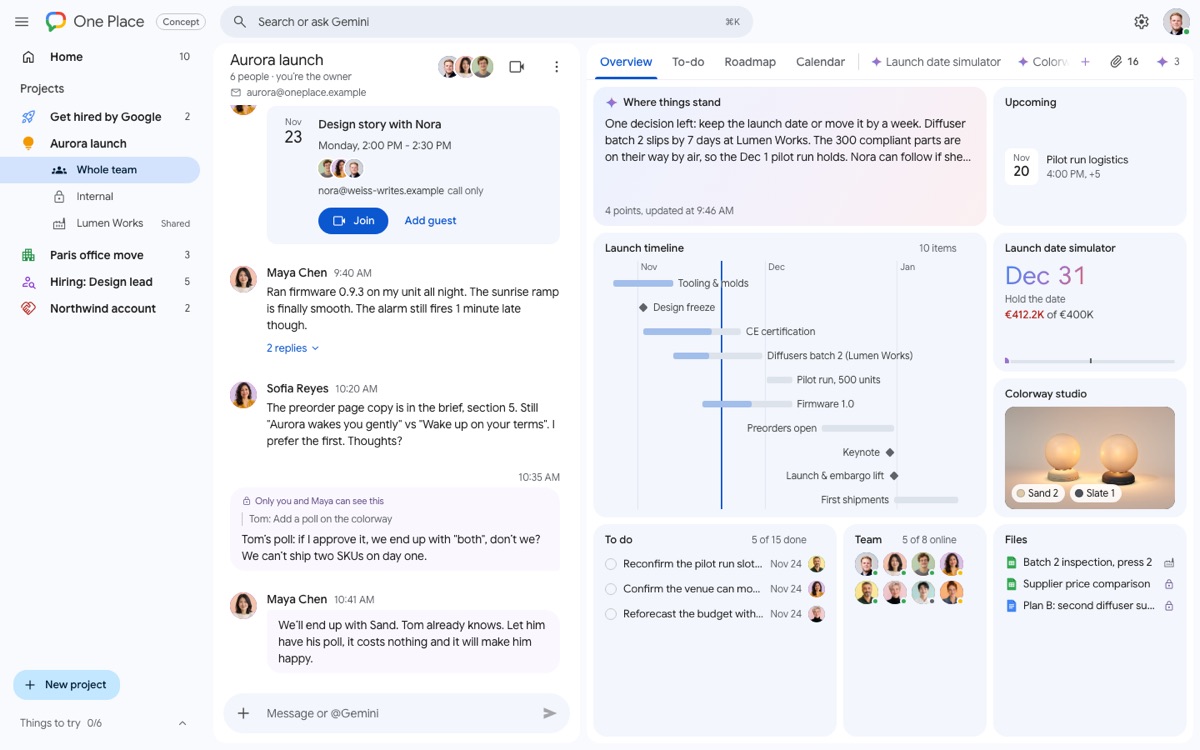 One Place
Concept
Search or ask Gemini
⌘K
Home
10
Projects
Get hired by Google
2
Aurora launch
Whole team
Internal
Lumen Works
Shared
Paris office move
3
Hiring: Design lead
5
Northwind account
2
New project
Things to try 0/6
Aurora launch
6 people · you're the owner
aurora@oneplace.example
Nov
23
Design story with Nora
Monday, 2:00 PM - 2:30 PM
nora@weiss-writes.example call only
Join
Add guest
Maya Chen 9:40 AM
Ran firmware 0.9.3 on my unit all night. The sunrise ramp
is finally smooth. The alarm still fires 1 minute late
though.
2 replies
Sofia Reyes 10:20 AM
The preorder page copy is in the brief, section 5. Still
"Aurora wakes you gently" vs "Wake up on your terms". I
prefer the first. Thoughts?
10:35 AM
Only you and Maya can see this
Tom: Add a poll on the colorway
Tom's poll: if I approve it, we end up with "both", don't we?
We can't ship two SKUs on day one.
Maya Chen 10:41 AM
We'll end up with Sand. Tom already knows. Let him
have his poll, it costs nothing and it will make him
happy.
Message or @Gemini
Overview
To-do
Roadmap
Calendar
Launch date simulator
Colorw
16
3
Where things stand
One decision left: keep the launch date or move it by a week. Diffuser
batch 2 slips by 7 days at Lumen Works. The 300 compliant parts are
on their way by air, so the Dec 1 pilot run holds. Nora can follow if she...
4 points, updated at 9:46 AM
Upcoming
Nov
20
Pilot run logistics
4:00 PM, +5
Launch timeline
10 items
Nov
Dec
Jan
Tooling & molds
Design freeze
CE certification
Diffusers batch 2 (Lumen Works)
Pilot run, 500 units
Firmware 1.0
Preorders open
Keynote
Launch & embargo lift
First shipments
Launch date simulator
Dec 31
Hold the date
€412.2K of €400K
Colorway studio
Sand 2
Slate 1
To do
5 of 15 done
Reconfirm the pilot run slot... Nov 24
Confirm the venue can mo... Nov 24
Reforecast the budget with... Nov 24
Team
5 of 8 online
Files
Batch 2 inspection, press 2
Supplier price comparison
Plan B: second diffuser su...